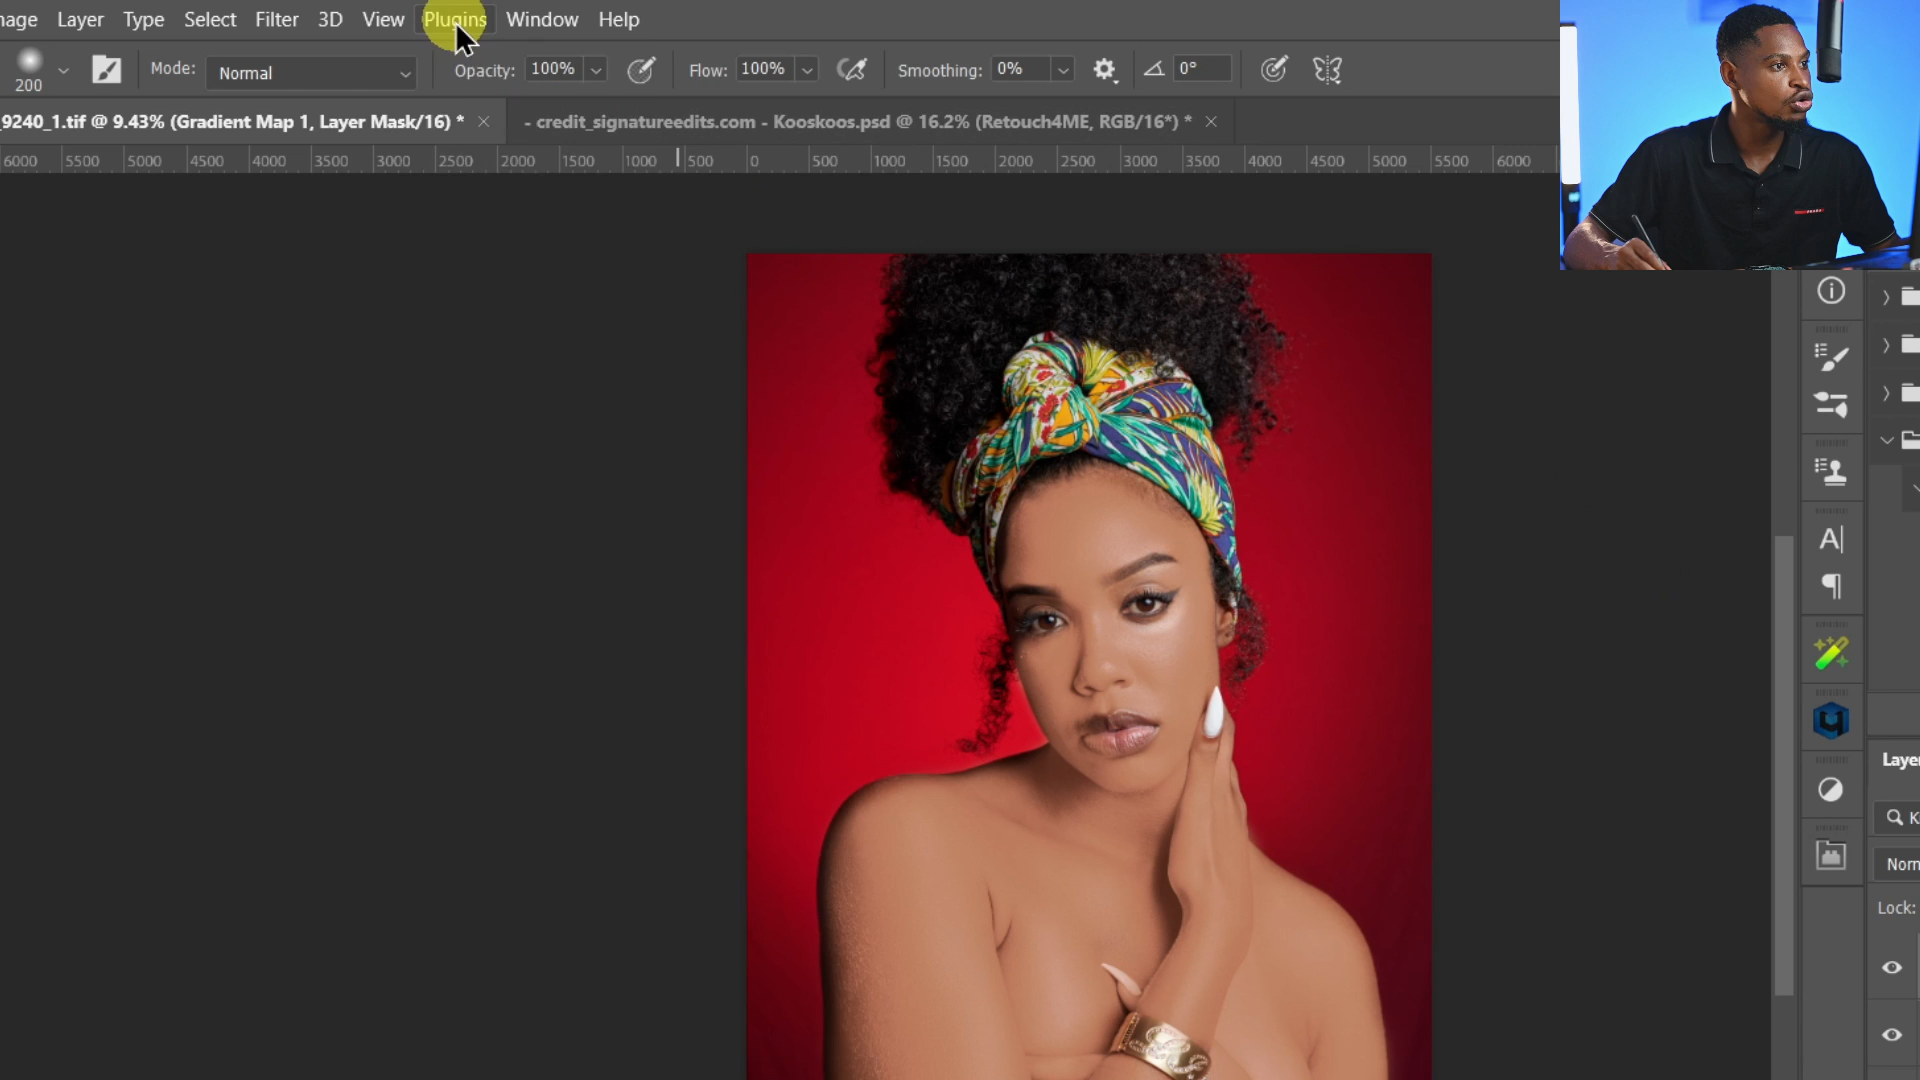 nage Layer Type Select Filter 3D View Plugins Window Help
200 Mode: Normal Opacity: 100% Flow: 100% Smoothing: 0% 0°
9240_1.tif @ 9.43% (Gradient Map 1, Layer Mask/16) * - credit_signatureedits.com - Kooskoos.psd @ 16.2% (Retouch4ME, RGB/16*) *
6000 5500 5000 4500 4000 3500 3000 2500 2000 1500 1000 500 0 500 1000 1500 2000 2500 3000 3500 4000 4500 5000 5500 6000
A
Laye
K
Norn
Lock: